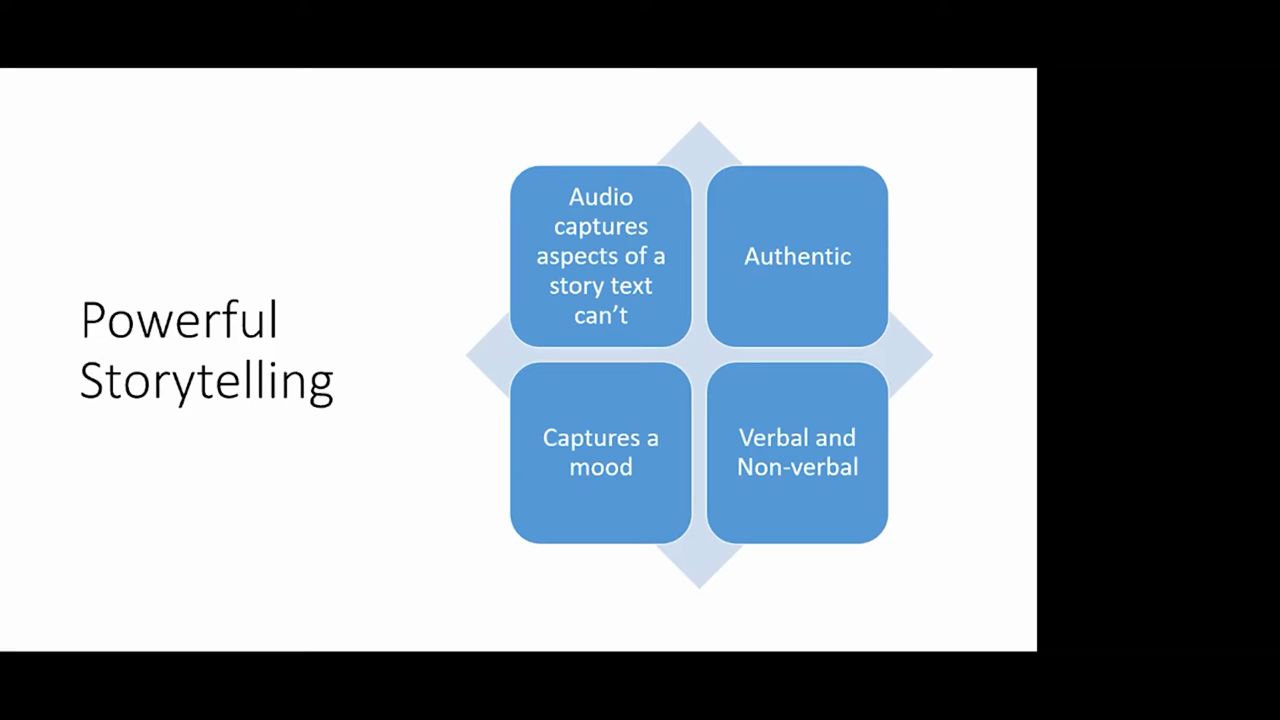 Powerful
Storytelling
Audio
captures
aspects of a
story text
can’t
Authentic
Captures a
mood
Verbal and
Non-verbal